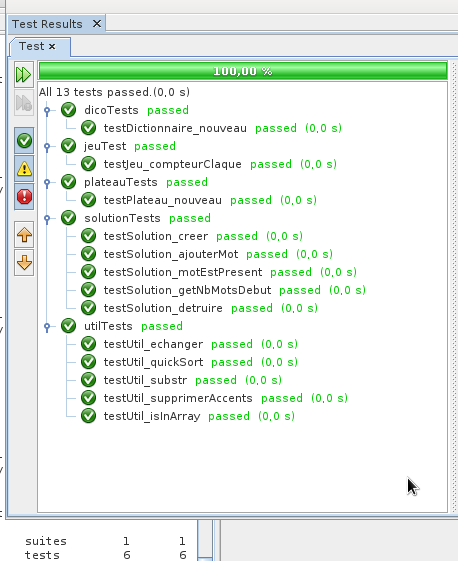 Test Results
Test
100,00 %
All 13 tests passed.(0,0 s)
dicoTests passed
testDictionnaire_nouveau passed (0,0 s)
jeuTest passed
testJeu_compteurClaque passed (0,0 s)
plateauTests passed
testPlateau_nouveau passed (0,0 s)
solutionTests passed
testSolution_creer passed (0,0 s)
testSolution_ajouterMot passed (0,0 s)
testSolution_motEstPresent passed (0,0 s)
testSolution_getNbMotsDebut passed (0,0 s)
testSolution_detruire passed (0,0 s)
utilTests passed
testUtil_echanger passed (0,0 s)
testUtil_quickSort passed (0,0 s)
testUtil_substr passed (0,0 s)
testUtil_supprimerAccents passed (0,0 s)
testUtil_isInArray passed (0,0 s)
suites 1 1
tests 6 6